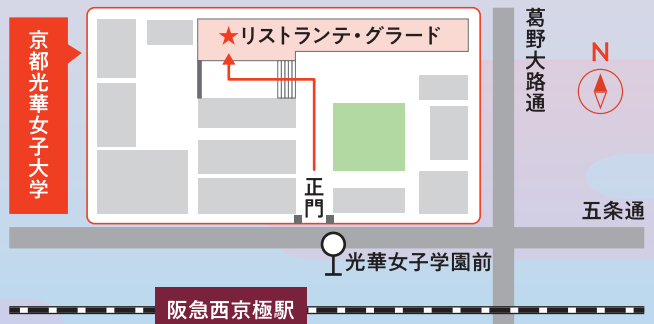 京都光華女子大学
★リストランテ・グラード
葛野大路通
N
正門
五条通
光華女子学園前
阪急西京極駅